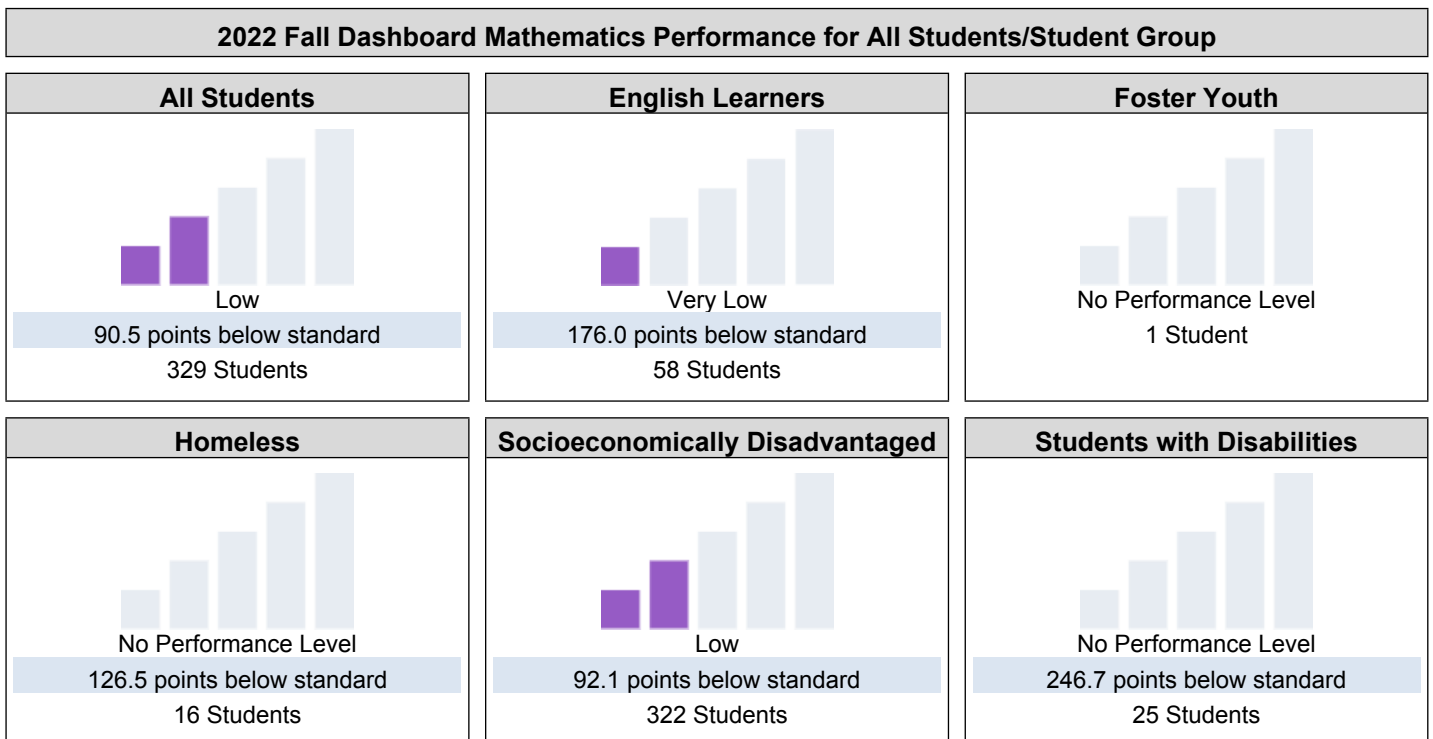 2022 Fall Dashboard Mathematics Performance for All Students/Student Group
All Students
Low
90.5 points below standard
329 Students
English Learners
Very Low
176.0 points below standard
58 Students
Foster Youth
No Performance Level
1 Student
Homeless
No Performance Level
126.5 points below standard
16 Students
Socioeconomically Disadvantaged
Low
92.1 points below standard
322 Students
Students with Disabilities
No Performance Level
246.7 points below standard
25 Students